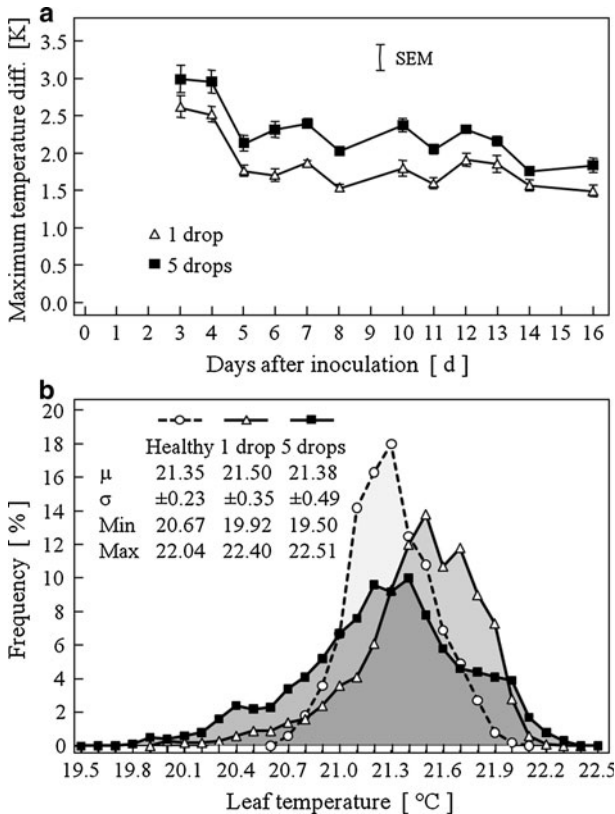 a
Maximum temperature diff. [K]
3.5
3.0
2.5
2.0
1.5
1.0
0.5
0.0
SEM
1 drop
5 drops
0 1 2 3 4 5 6 7 8 9 10 11 12 13 14 15 16
Days after inoculation [ d ]
b
Frequency [ % ]
20
18
16
14
12
10
8
6
4
2
0
Healthy 1 drop 5 drops
μ 21.35 21.50 21.38
σ ±0.23 ±0.35 ±0.49
Min 20.67 19.92 19.50
Max 22.04 22.40 22.51
19.5 19.8 20.1 20.4 20.7 21.0 21.3 21.6 21.9 22.2 22.5
Leaf temperature [ °C ]